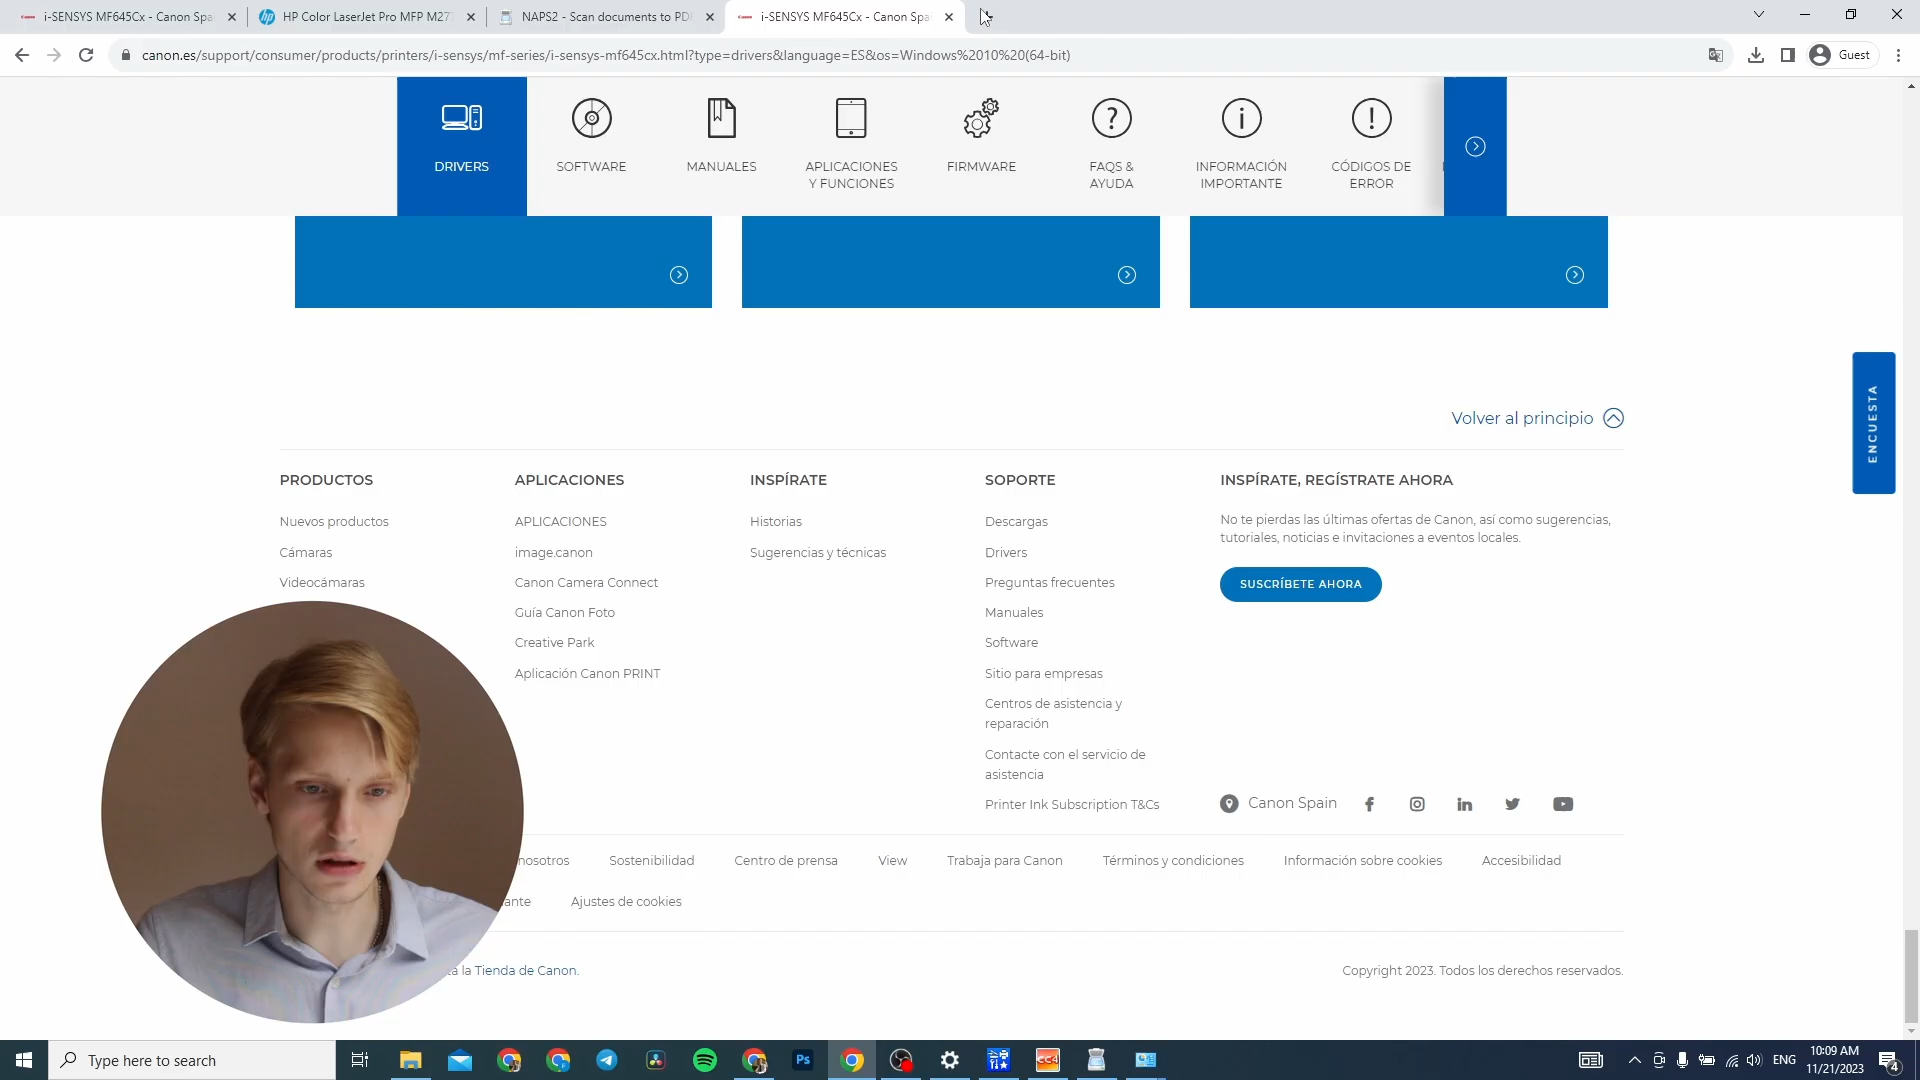 i-SENSYS MF645Cx - Canon Spa
HP Color LaserJet Pro MFP M277
NAPS2 - Scan documents to PD
i-SENSYS MF645Cx - Canon Spa
canon.es/support/consumer/products/printers/i-sensys/mf-series/i-sensys-mf645cx.html?type=drivers&language=ES&os=Windows%2010%20(64-bit)
Guest
DRIVERS
SOFTWARE
MANUALES
APLICACIONES
Y FUNCIONES
FIRMWARE
FAQS &
AYUDA
INFORMACIÓN
IMPORTANTE
CÓDIGOS DE
ERROR
ENCUESTA
Volver al principio
PRODUCTOS
Nuevos productos
Cámaras
Videocámaras
APLICACIONES
APLICACIONES
image.canon
Canon Camera Connect
Guía Canon Foto
Creative Park
Aplicación Canon PRINT
INSPÍRATE
Historias
Sugerencias y técnicas
SOPORTE
Descargas
Drivers
Preguntas frecuentes
Manuales
Software
Sitio para empresas
Centros de asistencia y
reparación
Contacte con el servicio de
asistencia
Printer Ink Subscription T&Cs
INSPÍRATE, REGÍSTRATE AHORA
No te pierdas las últimas ofertas de Canon, así como sugerencias,
tutoriales, noticias e invitaciones a eventos locales.
SUSCRÍBETE AHORA
Canon Spain
nosotros Sostenibilidad Centro de prensa View Trabaja para Canon Términos y condiciones Información sobre cookies Accesibilidad
ante Ajustes de cookies
la Tienda de Canon.
Copyright 2023. Todos los derechos reservados.
Type here to search
Ps
CC4
ENG
10:09 AM
11/21/2023
4